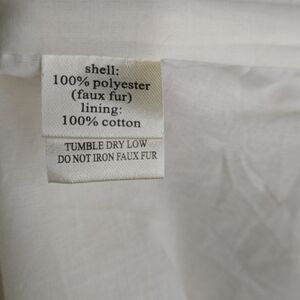 shell:
100% polyester
(faux fur)
lining:
100% cotton
TUMBLE DRY LOW
DO NOT IRON FAUX FUR